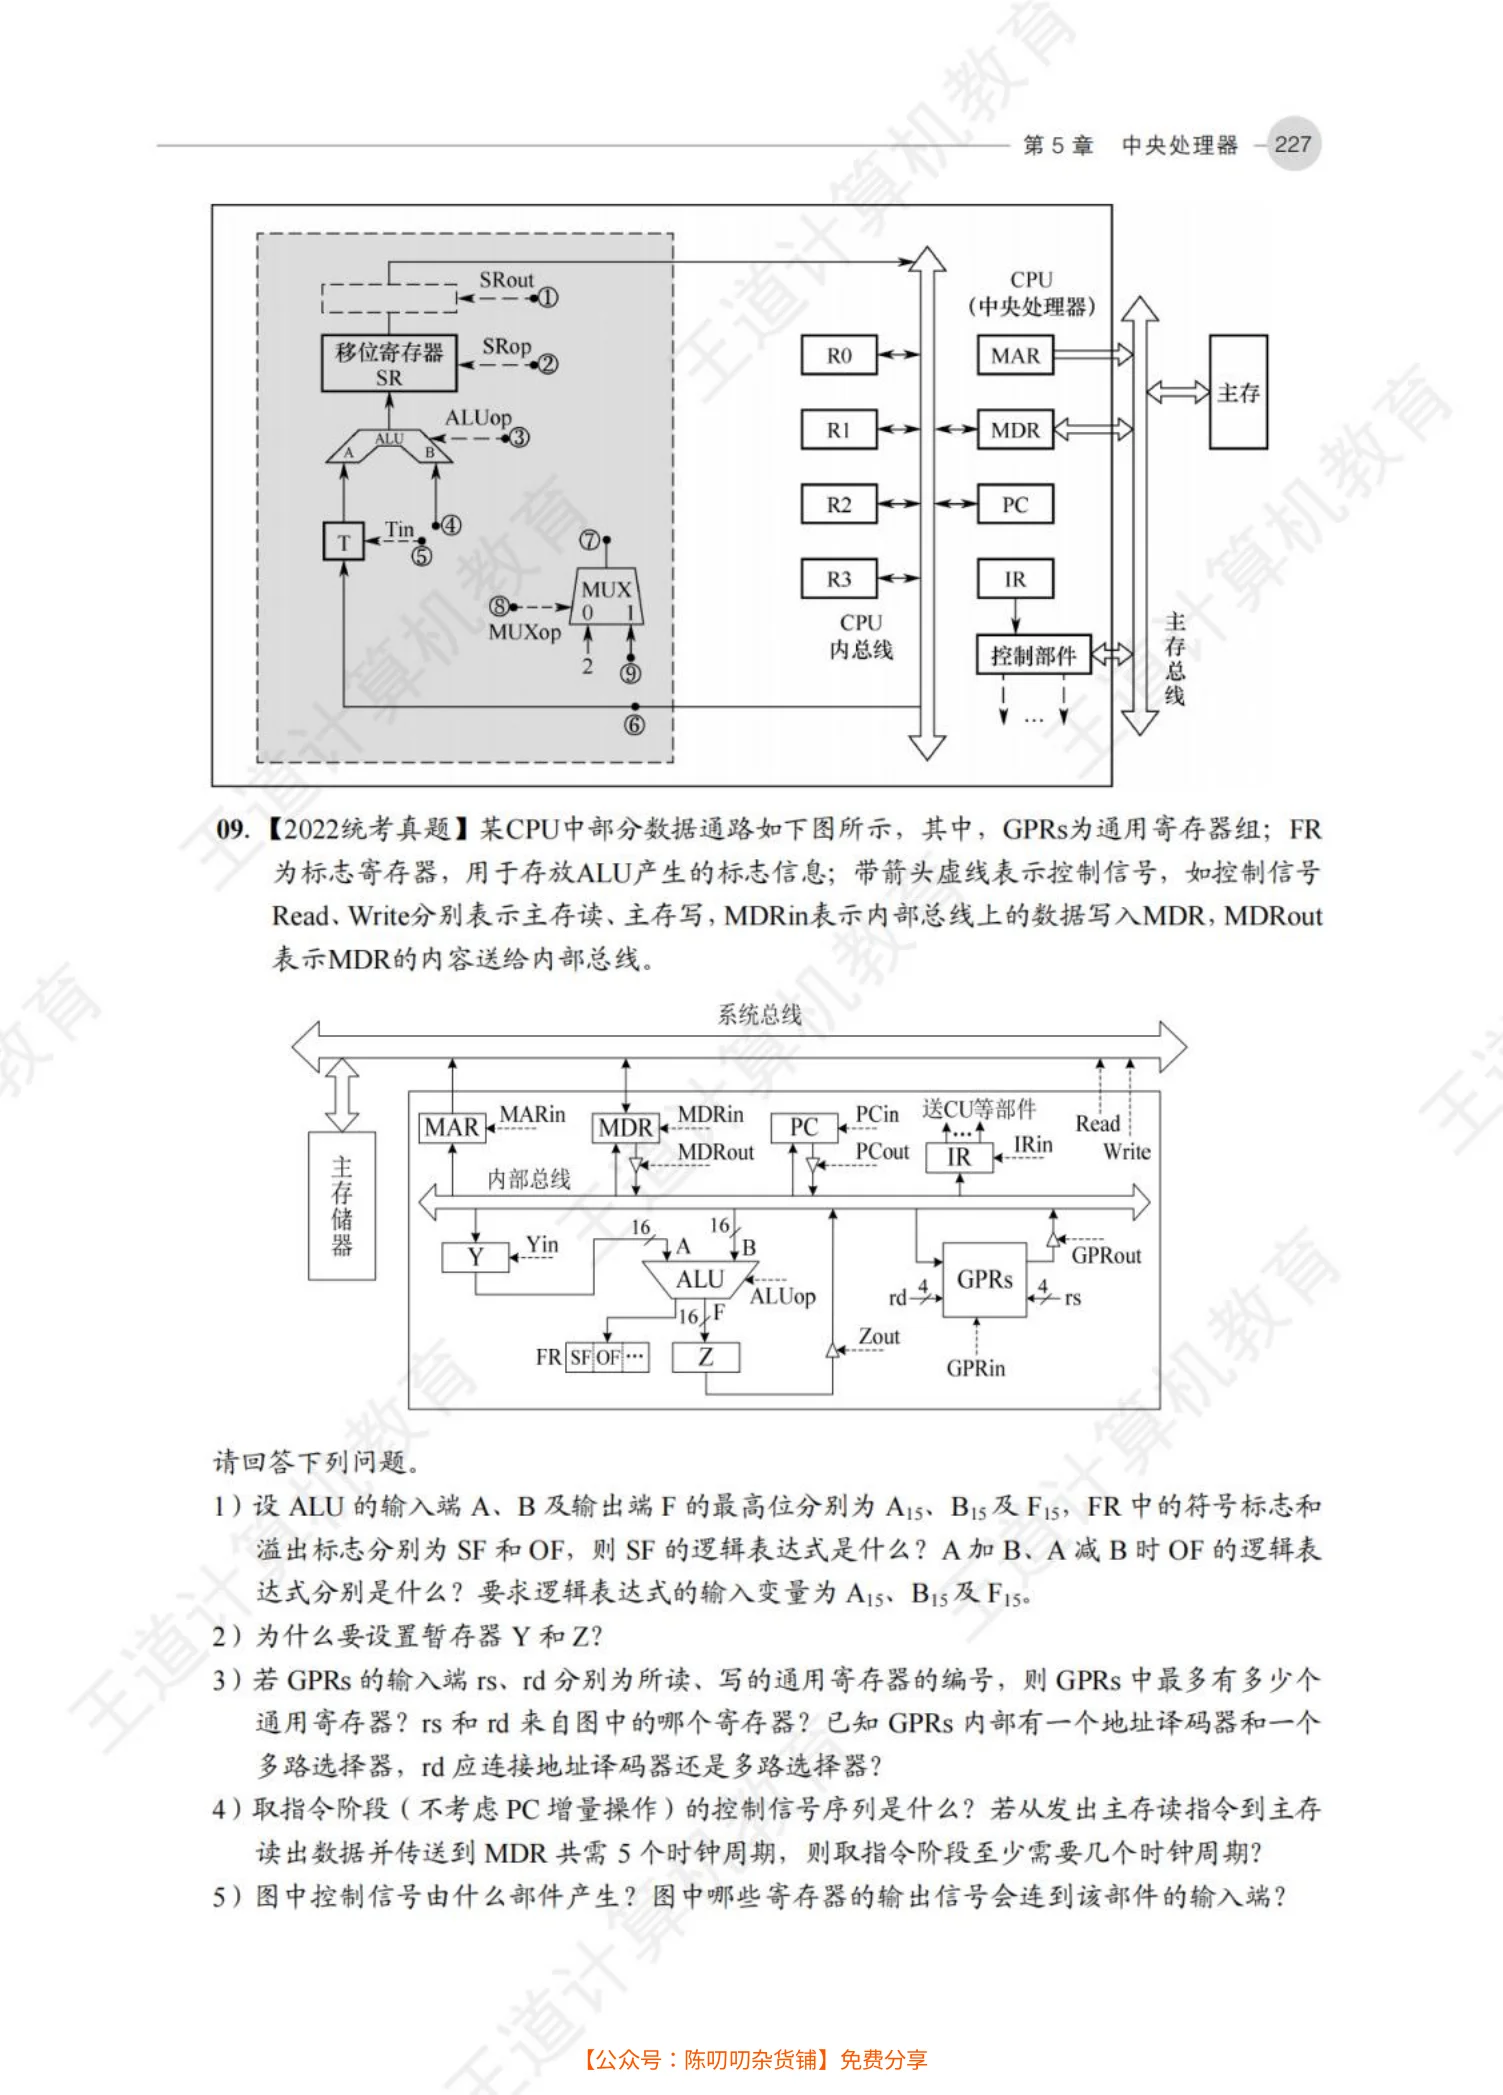 第 5 章 中央处理器 227
SRout
①
移位寄存器
SR
SRop
②
ALUop
③
ALU
A
B
④
T
Tin
⑤
⑦
MUX
0 1
⑧
MUXop
2
⑨
⑥
R0
R1
R2
R3
CPU
内总线
CPU
(中央处理器)
MAR
MDR
PC
IR
控制部件
...
主存
主存总线
09. 【2022统考真题】某CPU中部分数据通路如下图所示，其中，GPRs为通用寄存器组；FR
为标志寄存器，用于存放ALU产生的标志信息；带箭头虚线表示控制信号，如控制信号
Read、Write分别表示主存读、主存写，MDRin表示内部总线上的数据写入MDR，MDRout
表示MDR的内容送给内部总线。
系统总线
主存储器
MAR
MARin
MDR
MDRin
MDRout
PC
PCin
PCout
送CU等部件
...
IR
IRin
Read
Write
内部总线
Y
Yin
16
A
16
B
ALU
ALUop
16
F
FR SF OF ...
Z
Zout
GPRs
rd 4
4 rs
GPRout
GPRin
请回答下列问题。
1）设 ALU 的输入端 A、B 及输出端 F 的最高位分别为 A15、B15 及 F15，FR 中的符号标志和
溢出标志分别为 SF 和 OF，则 SF 的逻辑表达式是什么？A 加 B、A 减 B 时 OF 的逻辑表
达式分别是什么？要求逻辑表达式的输入变量为 A15、B15 及 F15。
2）为什么要设置暂存器 Y 和 Z？
3）若 GPRs 的输入端 rs、rd 分别为所读、写的通用寄存器的编号，则 GPRs 中最多有多少个
通用寄存器？rs 和 rd 来自图中的哪个寄存器？已知 GPRs 内部有一个地址译码器和一个
多路选择器，rd 应连接地址译码器还是多路选择器？
4）取指令阶段（不考虑 PC 增量操作）的控制信号序列是什么？若从发出主存读指令到主存
读出数据并传送到 MDR 共需 5 个时钟周期，则取指令阶段至少需要几个时钟周期？
5）图中控制信号由什么部件产生？图中哪些寄存器的输出信号会连到该部件的输入端？
王道计算机教育
【公众号：陈叨叨杂货铺】免费分享